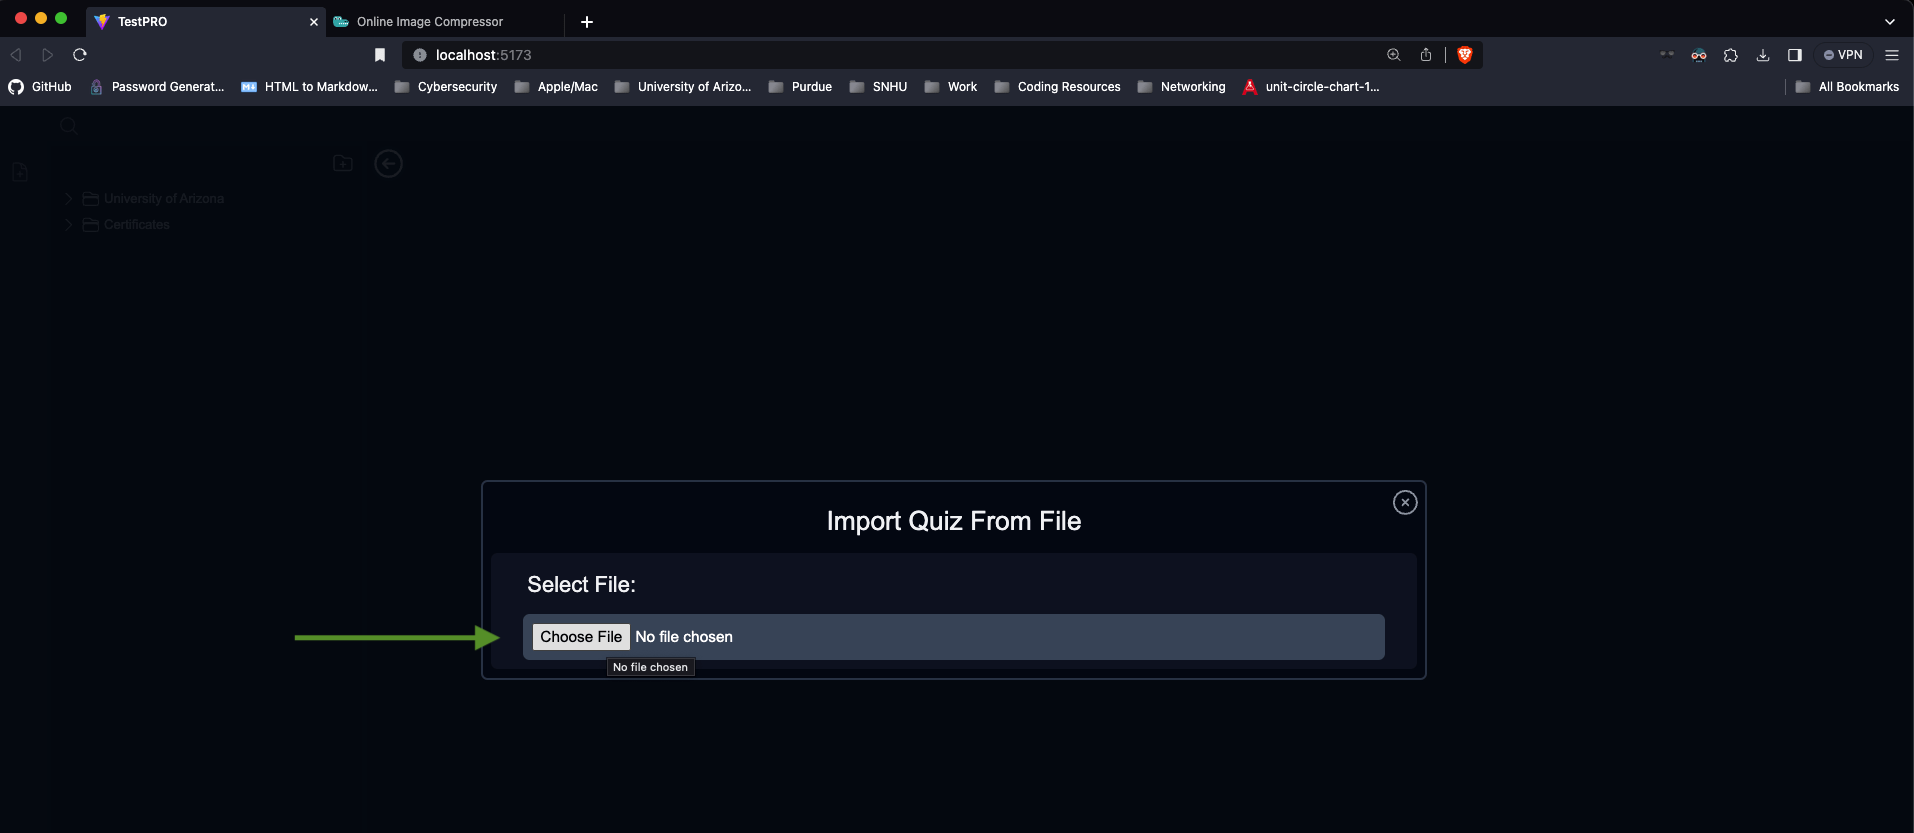 TestPRO
Online Image Compressor
localhost:5173
VPN
GitHub
Password Generat...
HTML to Markdow...
Cybersecurity
Apple/Mac
University of Arizo...
Purdue
SNHU
Work
Coding Resources
Networking
unit-circle-chart-1...
All Bookmarks
University of Arizona
Certificates
Import Quiz From File
Select File:
Choose File No file chosen
No file chosen